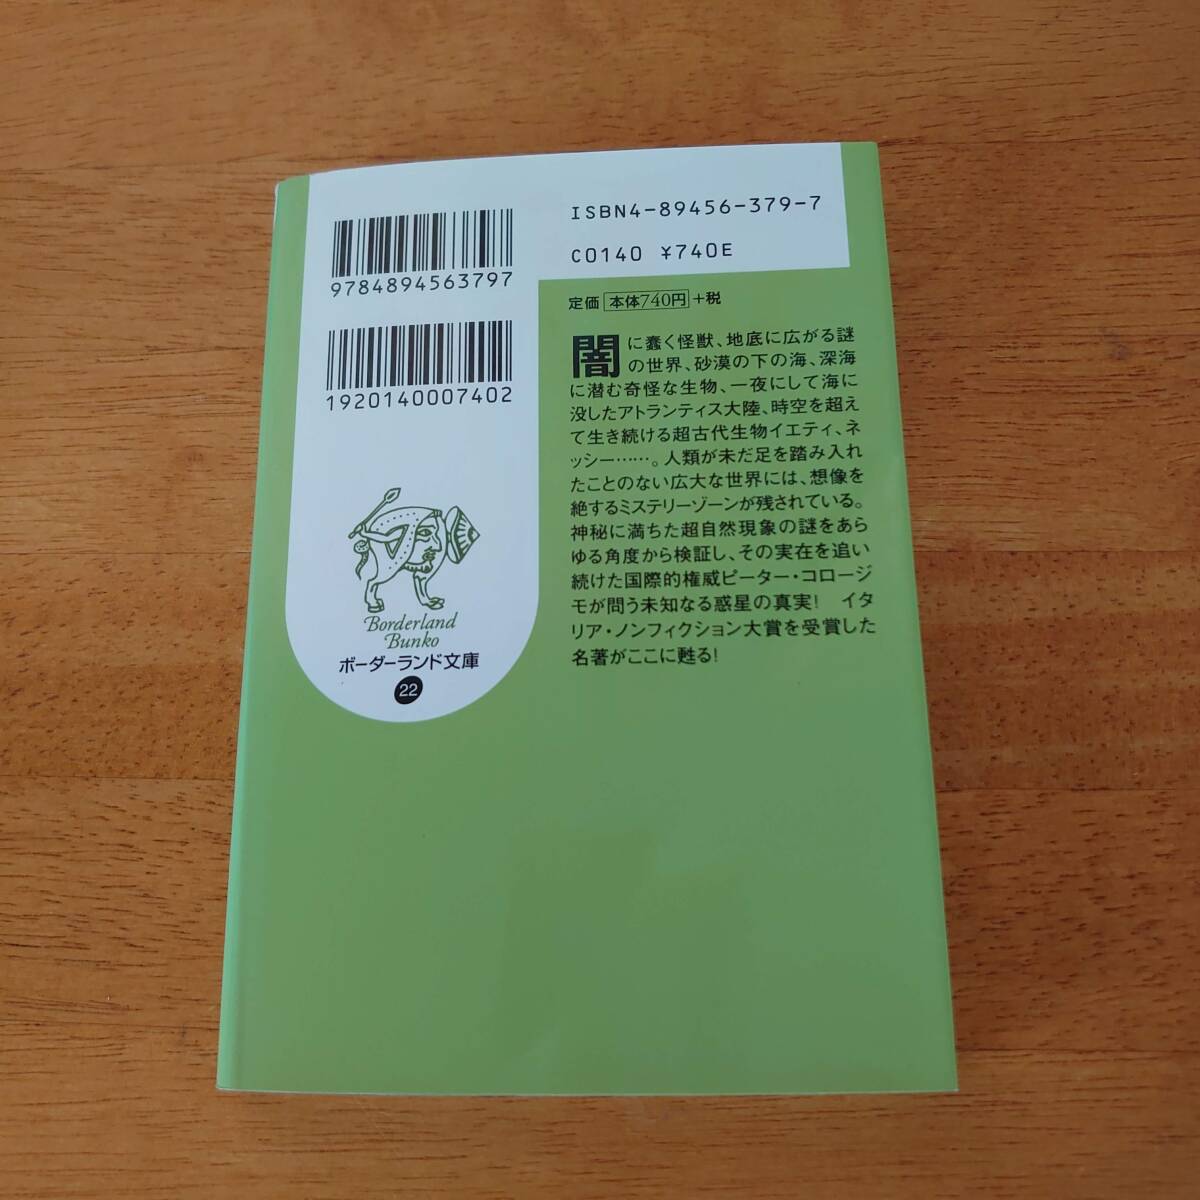 9784894563797
1920140007402
ISBN4-89456-379-7
C0140 ¥740E
定価 本体740円 +税
闇に蠢く怪獣、地底に広がる謎
の世界、砂漠の下の海、深海
に潜む奇怪な生物、一夜にして海に
没したアトランティス大陸、時空を超え
て生き続ける超古代生物イエティ、ネ
ッシー……。人類が未だ足を踏み入れ
たことのない広大な世界には、想像を
絶するミステリーゾーンが残されている。
神秘に満ちた超自然現象の謎をあら
ゆる角度から検証し、その実在を追い
続けた国際的権威ピーター・コロージ
モが問う未知なる惑星の真実! イタ
リア・ノンフィクション大賞を受賞した
名著がここに甦る!
Borderland
Bunko
ボーダーランド文庫
22